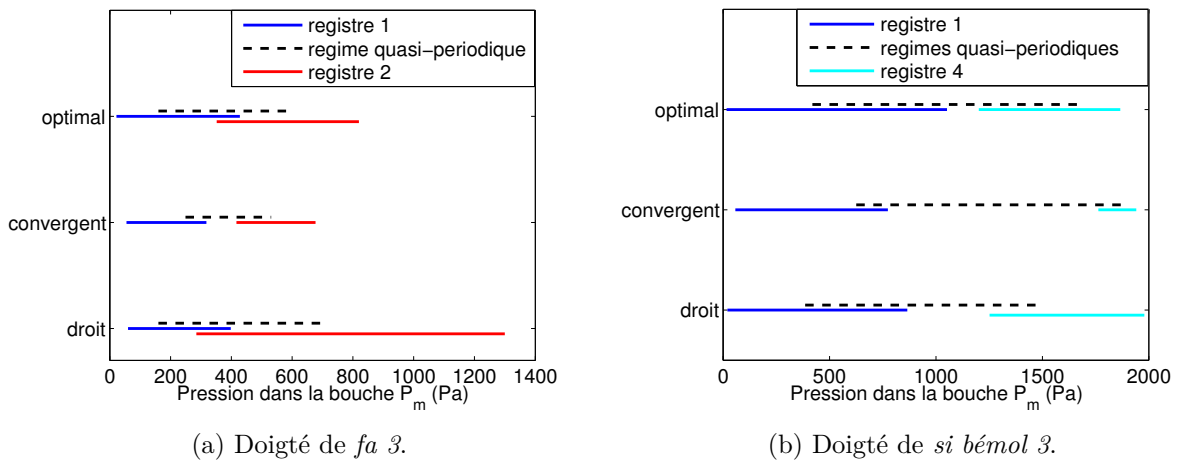 registre 1
regime quasi-periodique
registre 2
optimal
convergent
droit
0 200 400 600 800 1000 1200 1400
Pression dans la bouche P_m (Pa)
(a) Doigté de fa 3.
registre 1
regimes quasi-periodiques
registre 4
optimal
convergent
droit
0 500 1000 1500 2000
Pression dans la bouche P_m (Pa)
(b) Doigté de si bémol 3.